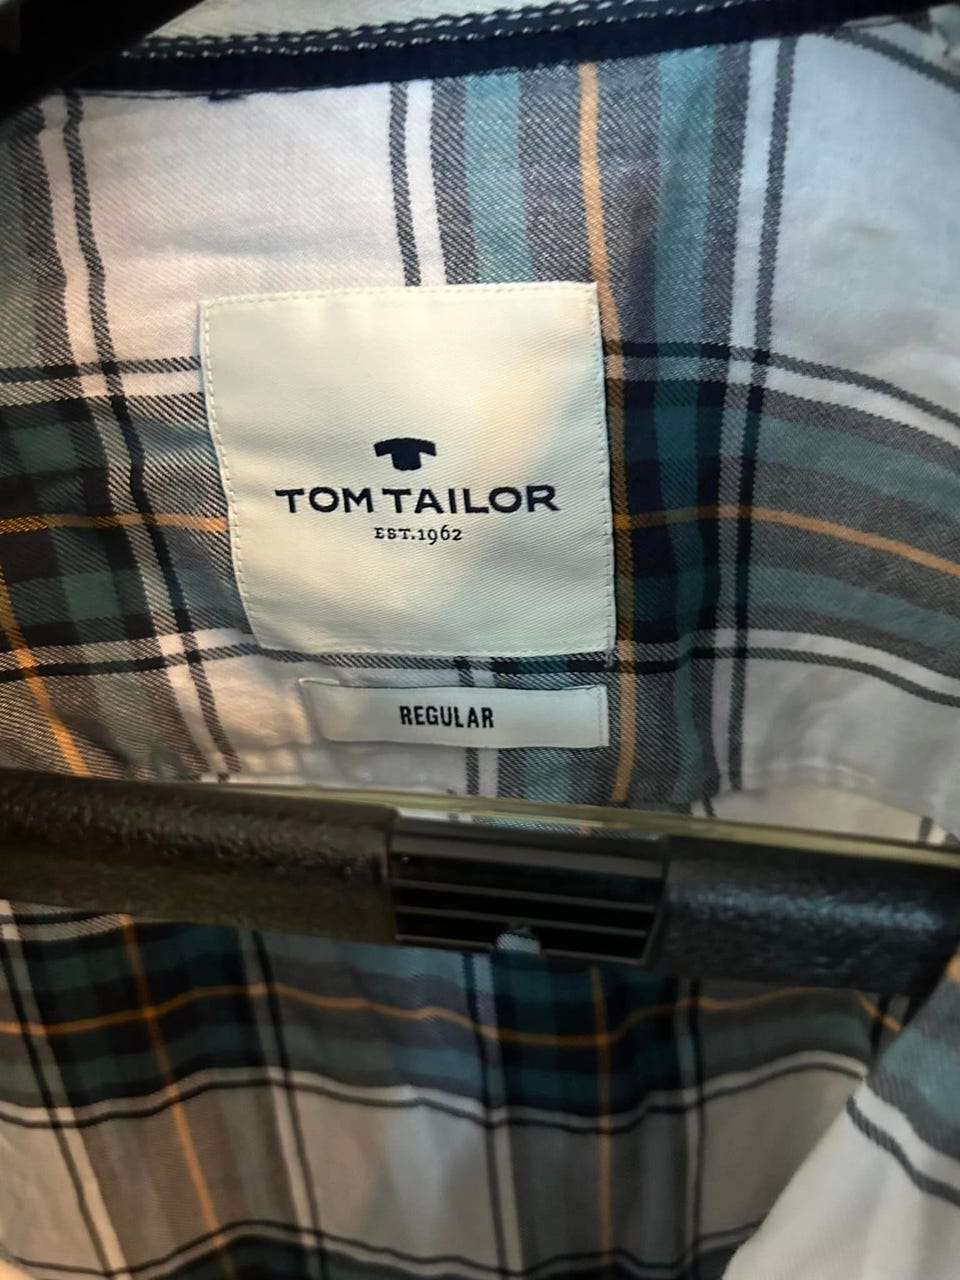 TOM TAILOR
EST.1962
REGULAR